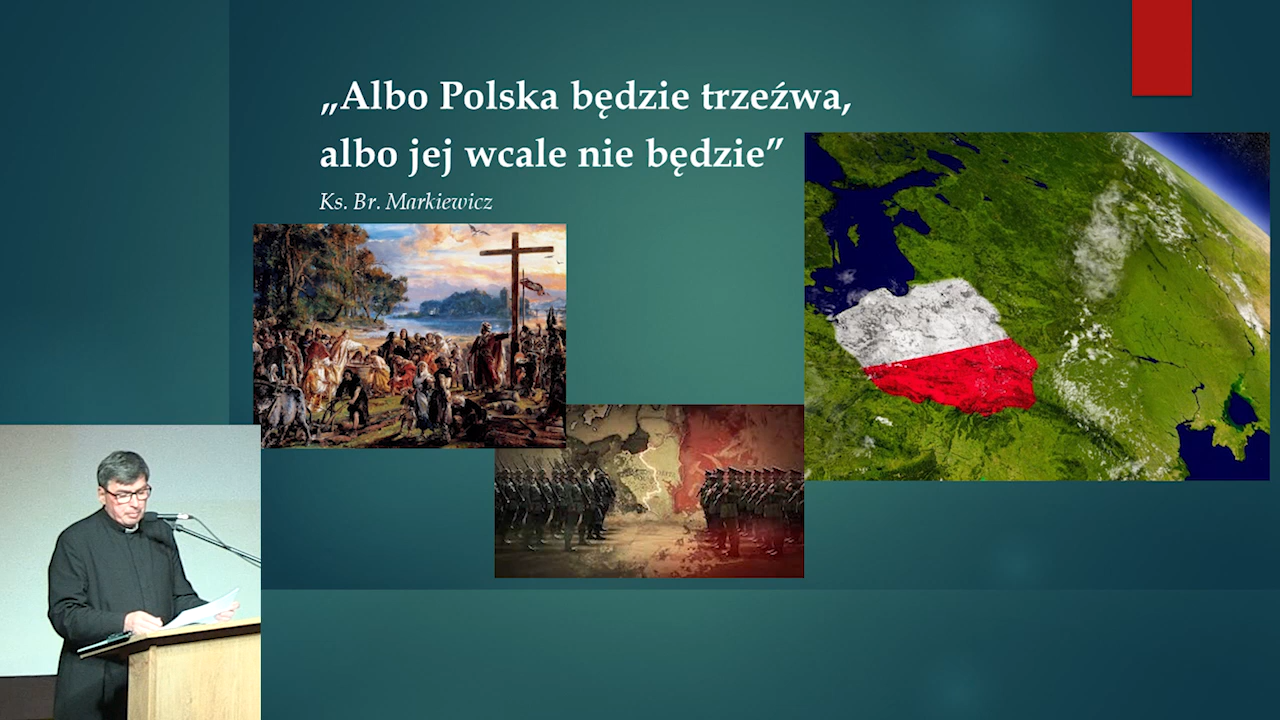 „Albo Polska będzie trzeźwa,
albo jej wcale nie będzie”
Ks. Br. Markiewicz